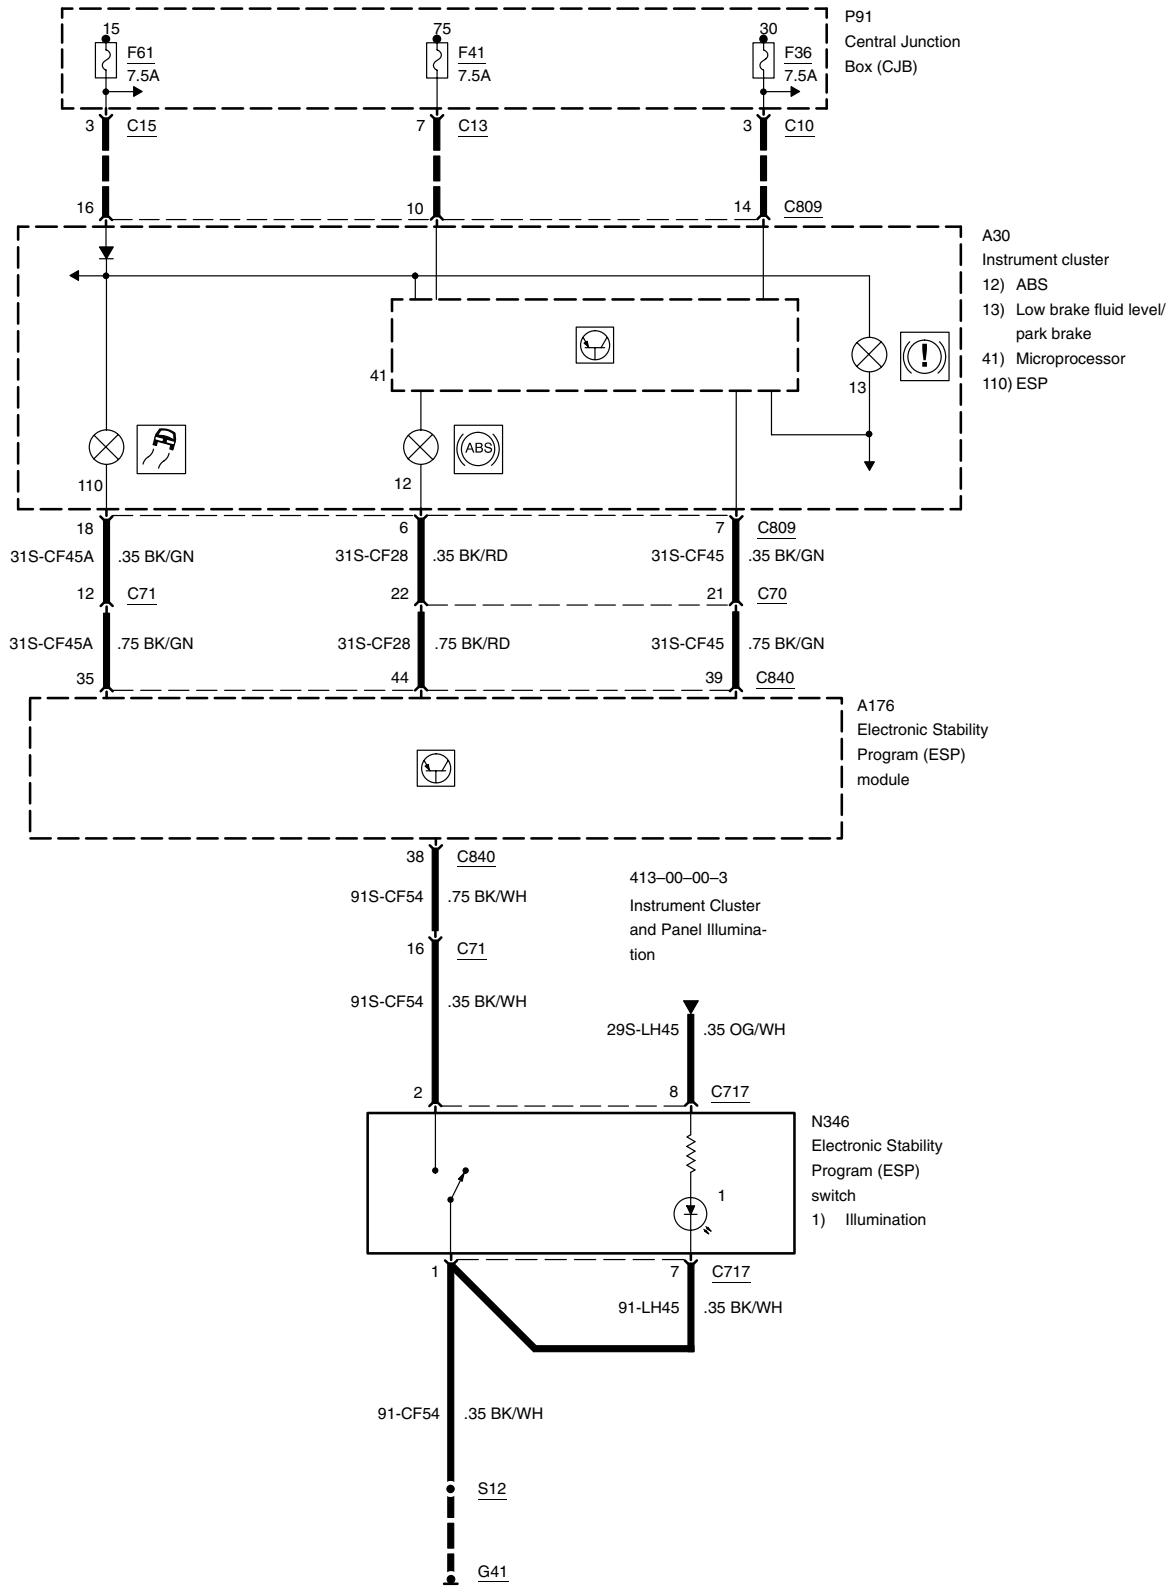 15
75
30
P91
Central Junction
Box (CJB)
F61
7.5A
F41
7.5A
F36
7.5A
3 C15
7 C13
3 C10
16
10
14 C809
A30
Instrument cluster
12) ABS
13) Low brake fluid level/
park brake
41) Microprocessor
110) ESP
41
13
!
ABS
110
12
18
6
7 C809
31S-CF45A .35 BK/GN
31S-CF28 .35 BK/RD
31S-CF45 .35 BK/GN
12 C71
22
21 C70
31S-CF45A .75 BK/GN
31S-CF28 .75 BK/RD
31S-CF45 .75 BK/GN
35
44
39 C840
A176
Electronic Stability
Program (ESP)
module
38 C840
91S-CF54 .75 BK/WH
413–00–00–3
Instrument Cluster
and Panel Illumina-
tion
16 C71
91S-CF54 .35 BK/WH
29S-LH45 .35 OG/WH
2
8 C717
N346
Electronic Stability
Program (ESP)
switch
1) Illumination
1
1
7 C717
91-LH45 .35 BK/WH
91-CF54 .35 BK/WH
S12
G41